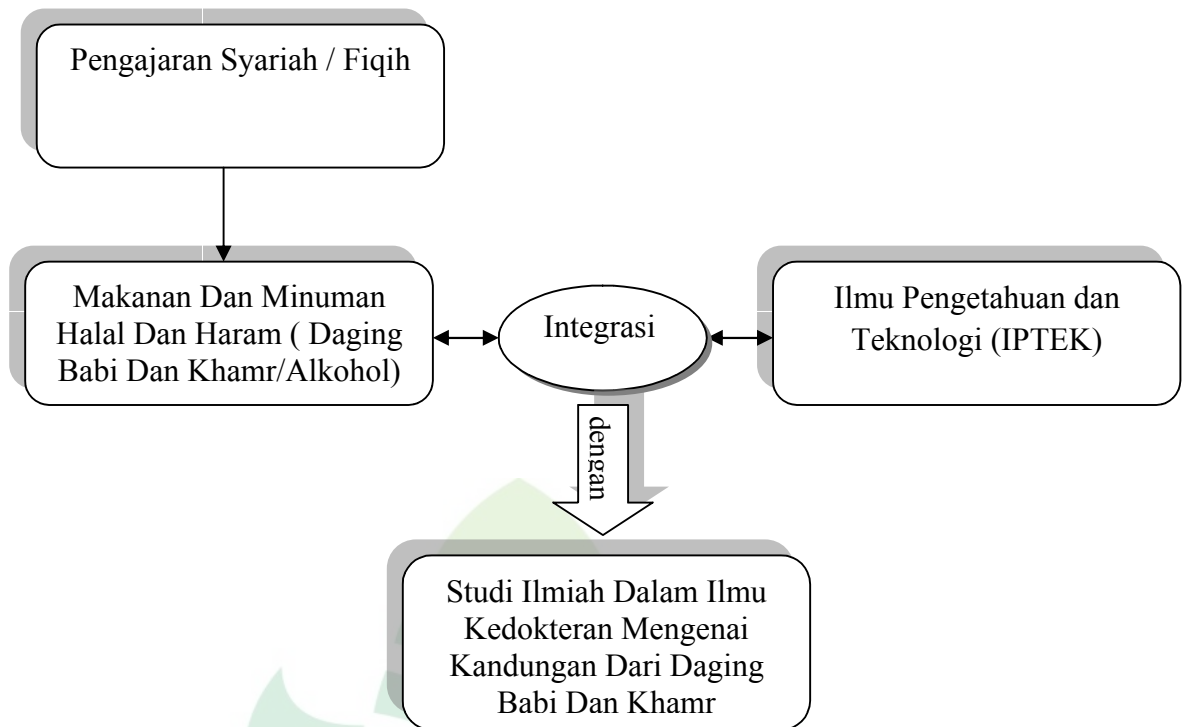 Pengajaran Syariah / Fiqih
Makanan Dan Minuman
Halal Dan Haram ( Daging
Babi Dan Khamr/Alkohol)
Integrasi
Ilmu Pengetahuan dan
Teknologi (IPTEK)
dengan
Studi Ilmiah Dalam Ilmu
Kedokteran Mengenai
Kandungan Dari Daging
Babi Dan Khamr